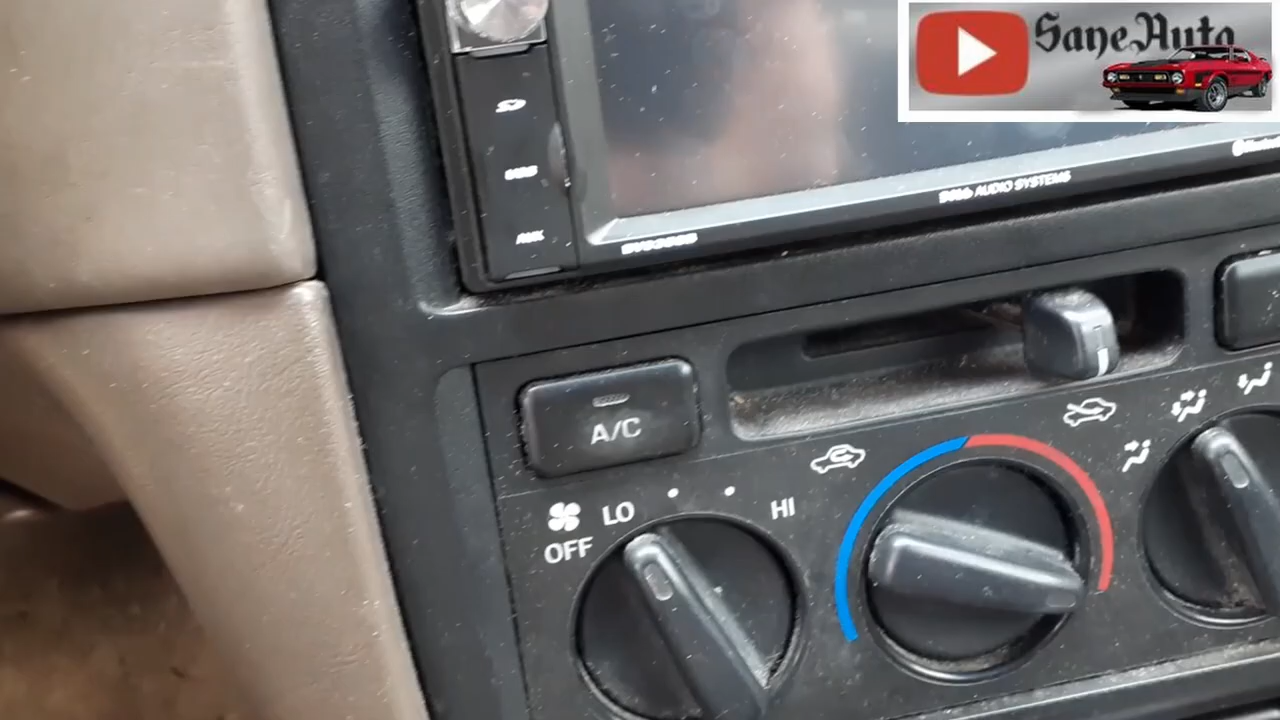 SaneAuto
AUX
AUDIO SYSTEMS
A/C
LO
HI
OFF